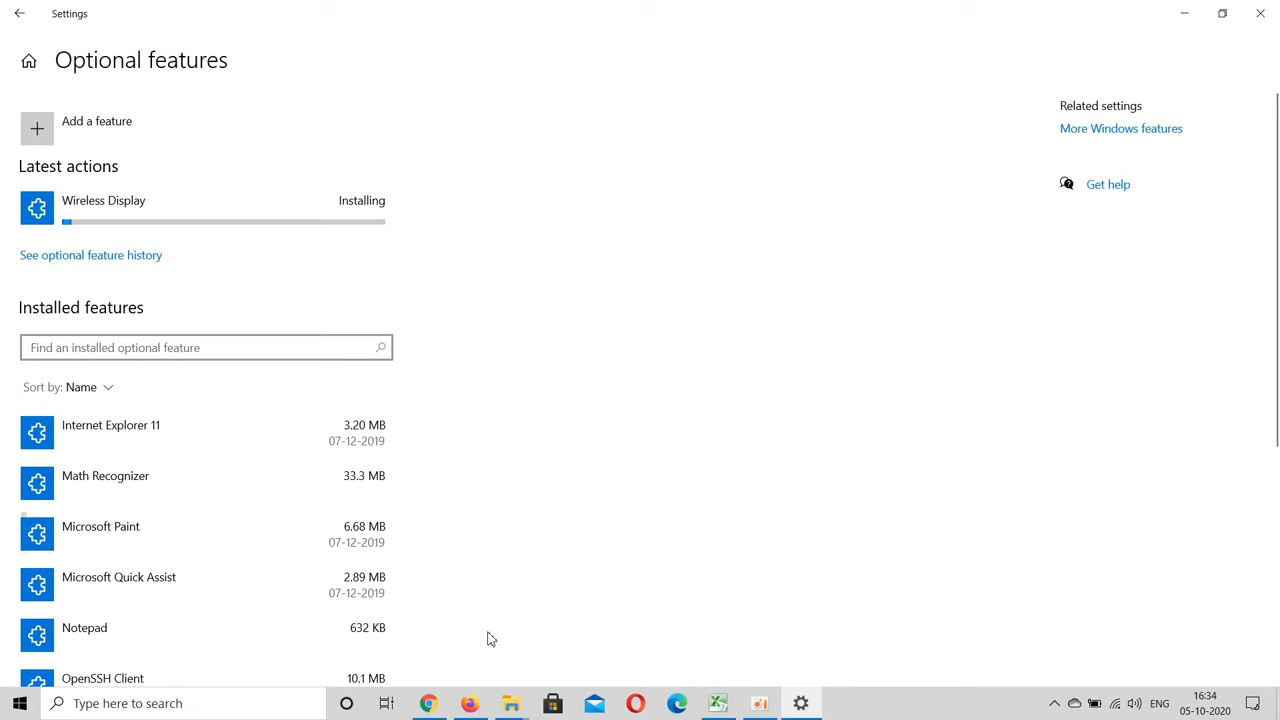 Settings
Optional features
Add a feature
Latest actions
Wireless Display Installing
See optional feature history
Installed features
Find an installed optional feature
Sort by: Name
Internet Explorer 11 3.20 MB
07-12-2019
Math Recognizer 33.3 MB
Microsoft Paint 6.68 MB
07-12-2019
Microsoft Quick Assist 2.89 MB
07-12-2019
Notepad 632 KB
OpenSSH Client 10.1 MB
Related settings
More Windows features
Get help
Type here to search
ENG
16:34
05-10-2020